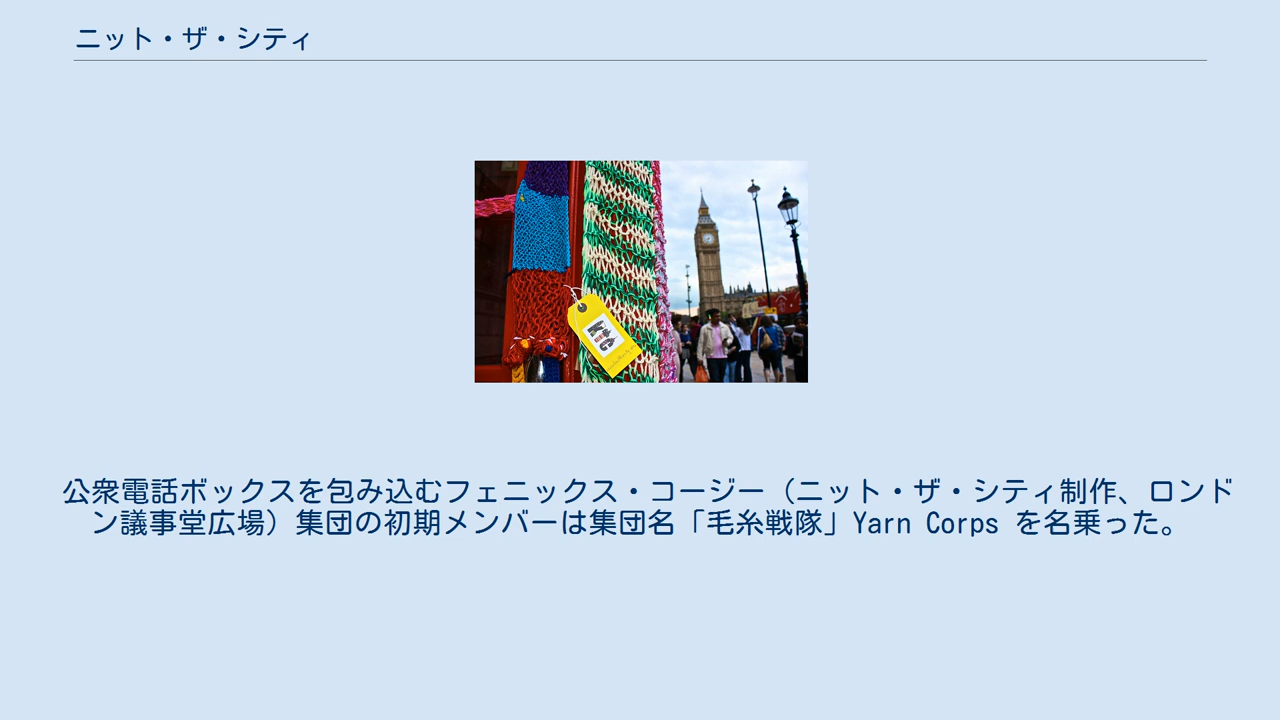 ニット・ザ・シティ
公衆電話ボックスを包み込むフェニックス・コージー（ニット・ザ・シティ制作、ロンド
ン議事堂広場）集団の初期メンバーは集団名「毛糸戦隊」Yarn Corps を名乗った。